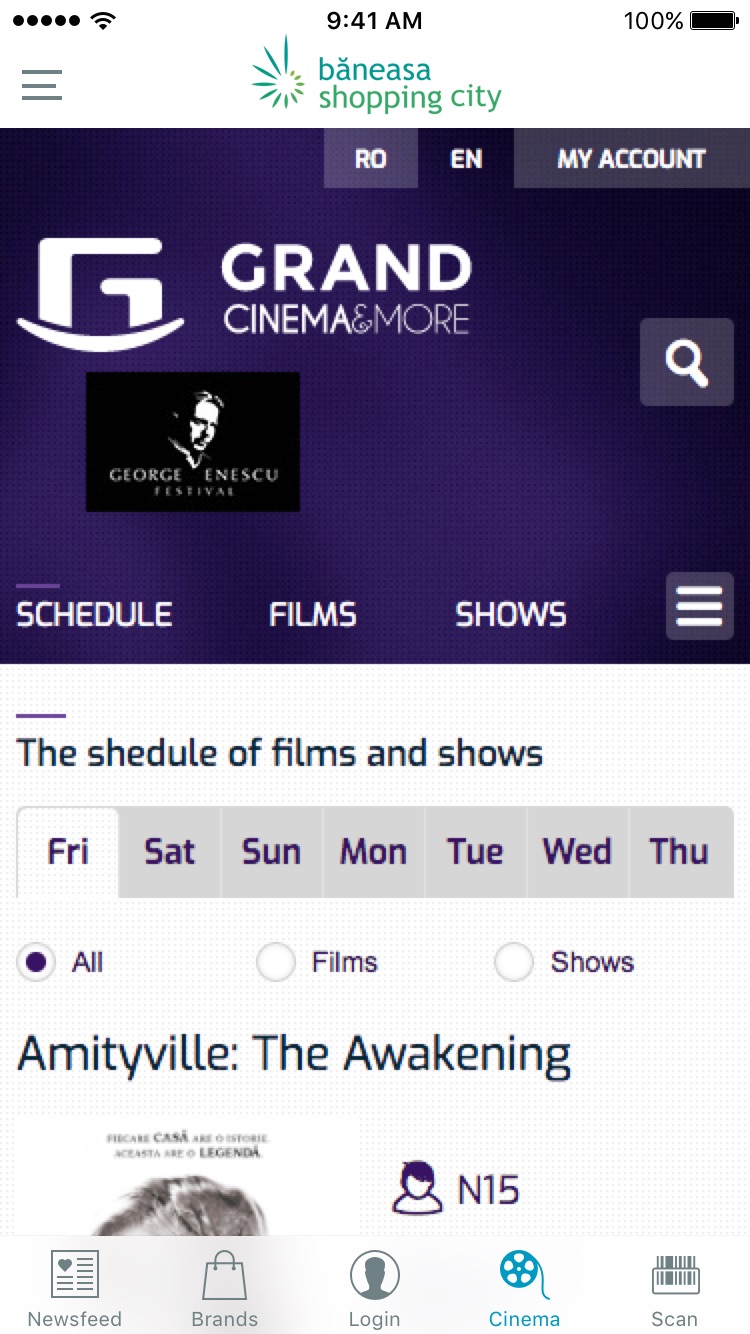 9:41 AM 100%
băneasa
shopping city
RO EN MY ACCOUNT
GRAND
CINEMA&MORE
GEORGE ENESCU
FESTIVAL
SCHEDULE FILMS SHOWS
The shedule of films and shows
Fri Sat Sun Mon Tue Wed Thu
All Films Shows
Amityville: The Awakening
FIECARE CASĂ ARE O ISTORIE.
ACEASTA ARE O LEGENDĂ.
N15
Newsfeed Brands Login Cinema Scan